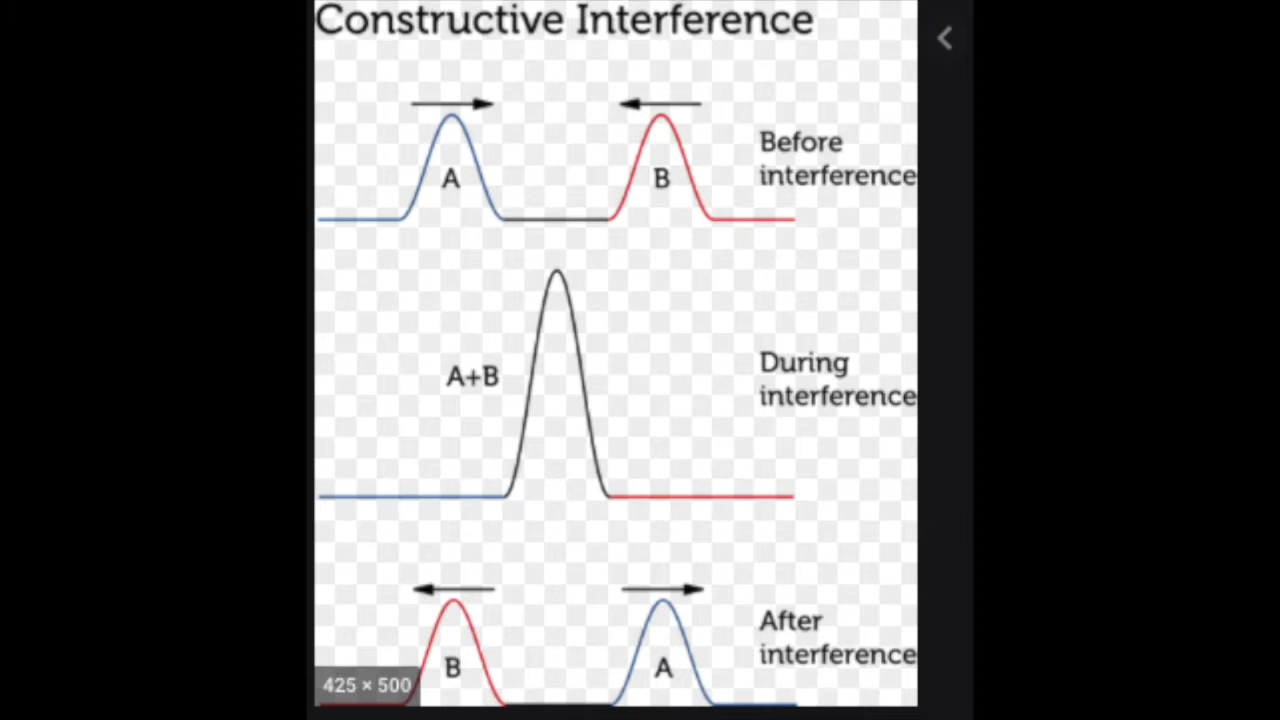 Constructive Interference
A
B
Before
interference
A+B
During
interference
B
A
After
interference
425 × 500